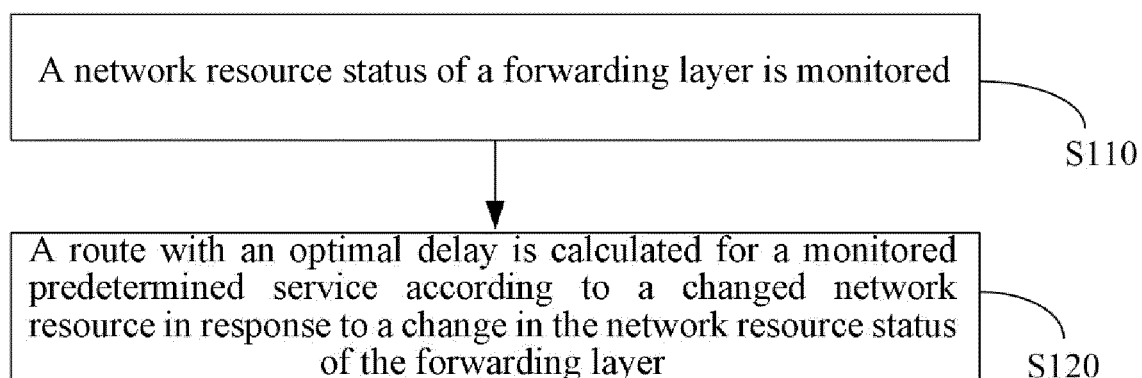 A network resource status of a forwarding layer is monitored
S110
A route with an optimal delay is calculated for a monitored
predetermined service according to a changed network
resource in response to a change in the network resource status
of the forwarding layer
S120